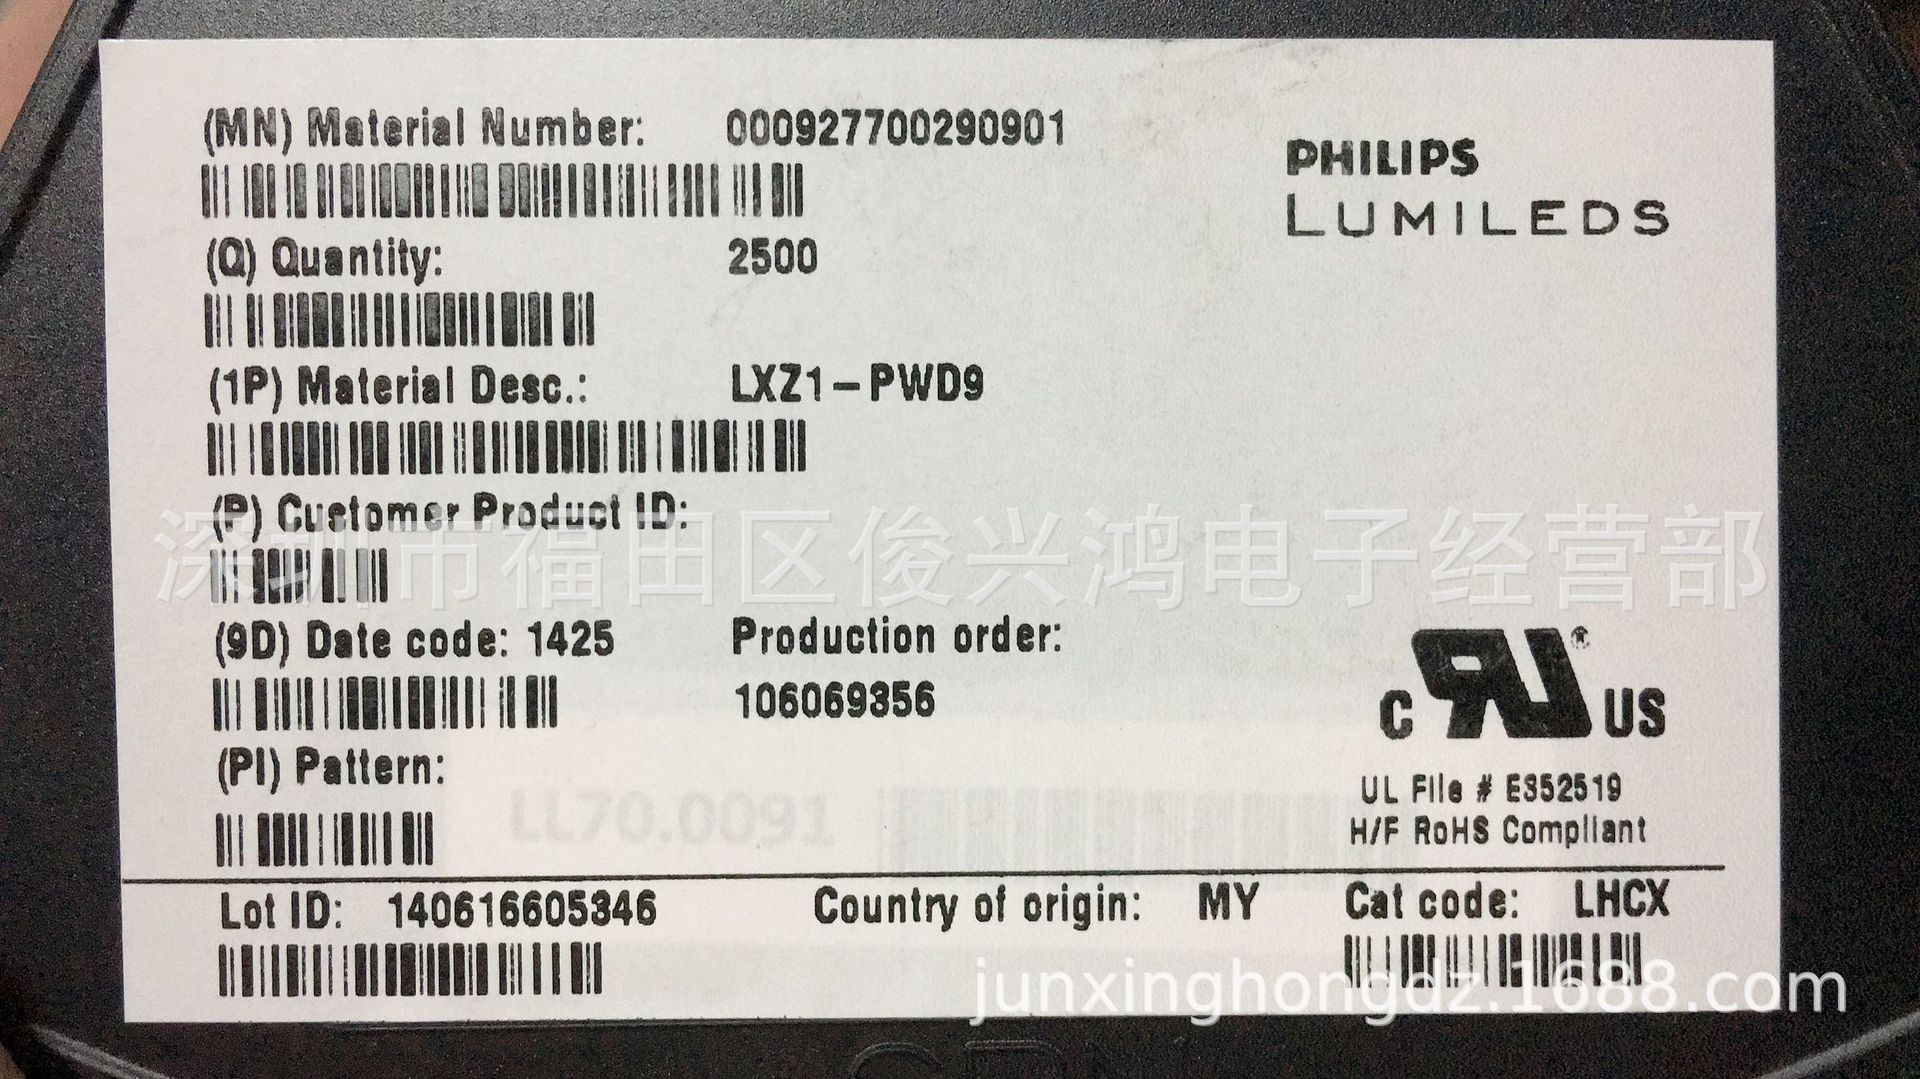 (MN) Material Number: 000927700290901
PHILIPS
LUMILEDS
(Q) Quantity: 2500
(1P) Material Desc.: LXZ1-PWD9
(P) Customer Product ID:
深圳市福田区俊兴鸿电子经营部
(9D) Date code: 1425 Production order:
106069356
C RU ® US
(PI) Pattern:
UL File # E352519
LL70.0091
H/F RoHS Compliant
Lot ID: 140616605346 Country of origin: MY Cat code: LHCX
junxinghongdz.1688.com